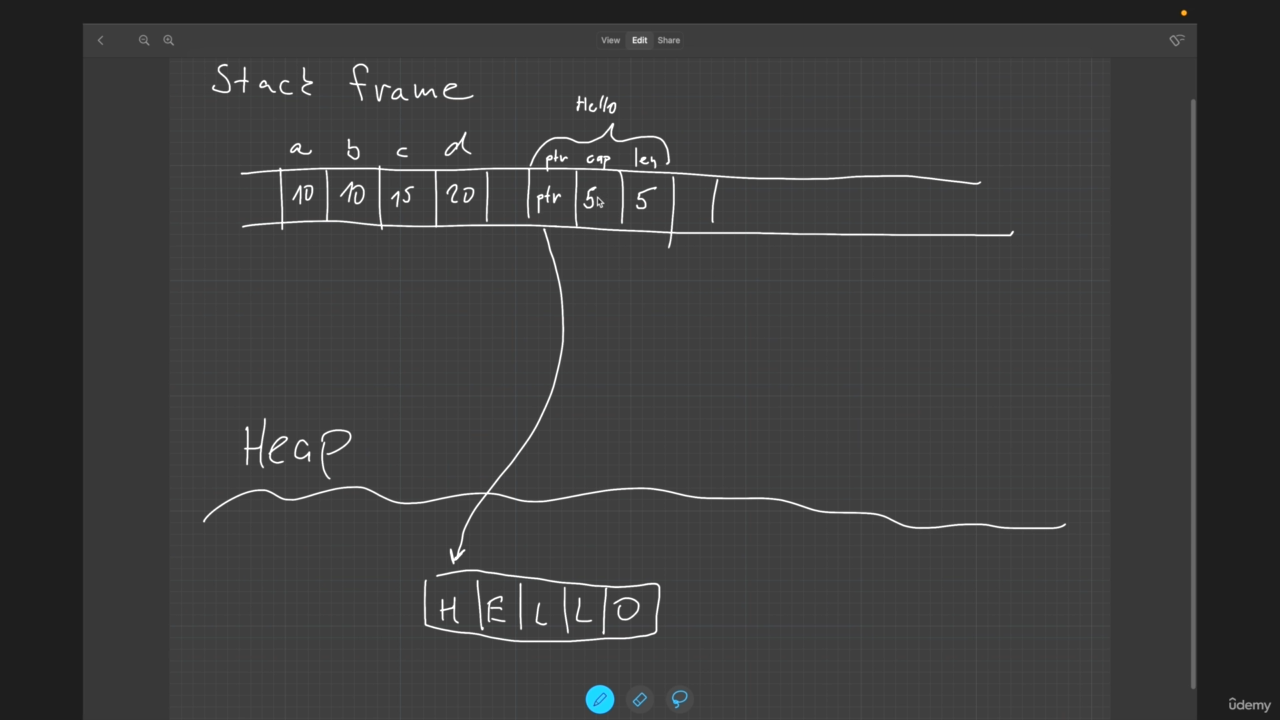 View Edit Share
Stack frame
Hello
a b c d ptr cap len
10 10 15 20 ptr 5 5
Heap
H E L L O
ûdemy